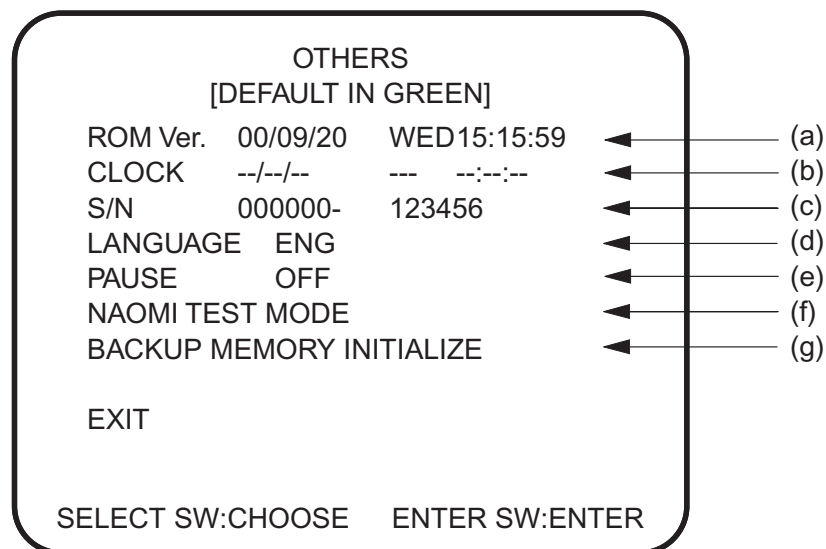 OTHERS
[DEFAULT IN GREEN]
ROM Ver. 00/09/20 WED15:15:59 (a)
CLOCK --/--/-- --- --:--:-- (b)
S/N 000000- 123456 (c)
LANGUAGE ENG (d)
PAUSE OFF (e)
NAOMI TEST MODE (f)
BACKUP MEMORY INITIALIZE (g)
EXIT
SELECT SW:CHOOSE ENTER SW:ENTER